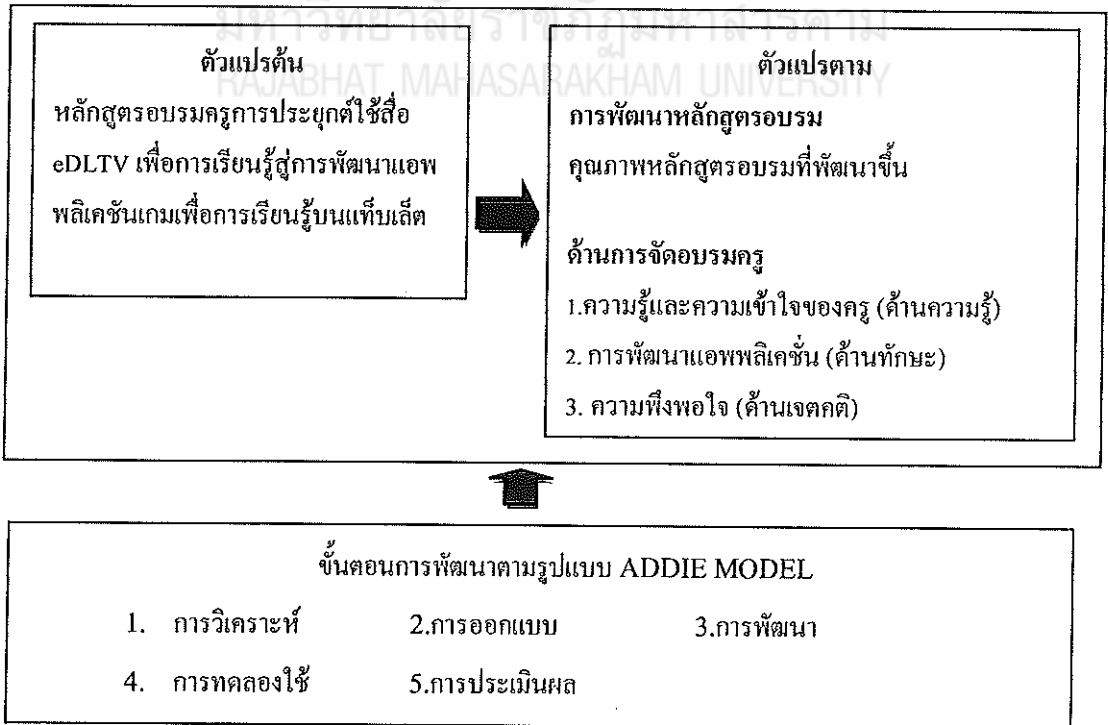 มหาวิทยาลัยราชภัฏมหาสารคาม
RAJABHAT MAHASARAKHAM UNIVERSITY
ตัวแปรต้น
หลักสูตรอบรมครูการประยุกต์ใช้สื่อ
eDLTV เพื่อการเรียนรู้สู่การพัฒนาแอพ
พลิเคชันเกมเพื่อการเรียนรู้บนแท็บเล็ต
ตัวแปรตาม
การพัฒนาหลักสูตรอบรม
คุณภาพหลักสูตรอบรมที่พัฒนาขึ้น
ด้านการจัดอบรมครู
1.ความรู้และความเข้าใจของครู (ด้านความรู้)
2. การพัฒนาแอพพลิเคชั่น (ด้านทักษะ)
3. ความพึงพอใจ (ด้านเจตคติ)
ขั้นตอนการพัฒนาตามรูปแบบ ADDIE MODEL
1. การวิเคราะห์ 2.การออกแบบ 3.การพัฒนา
4. การทดลองใช้ 5.การประเมินผล